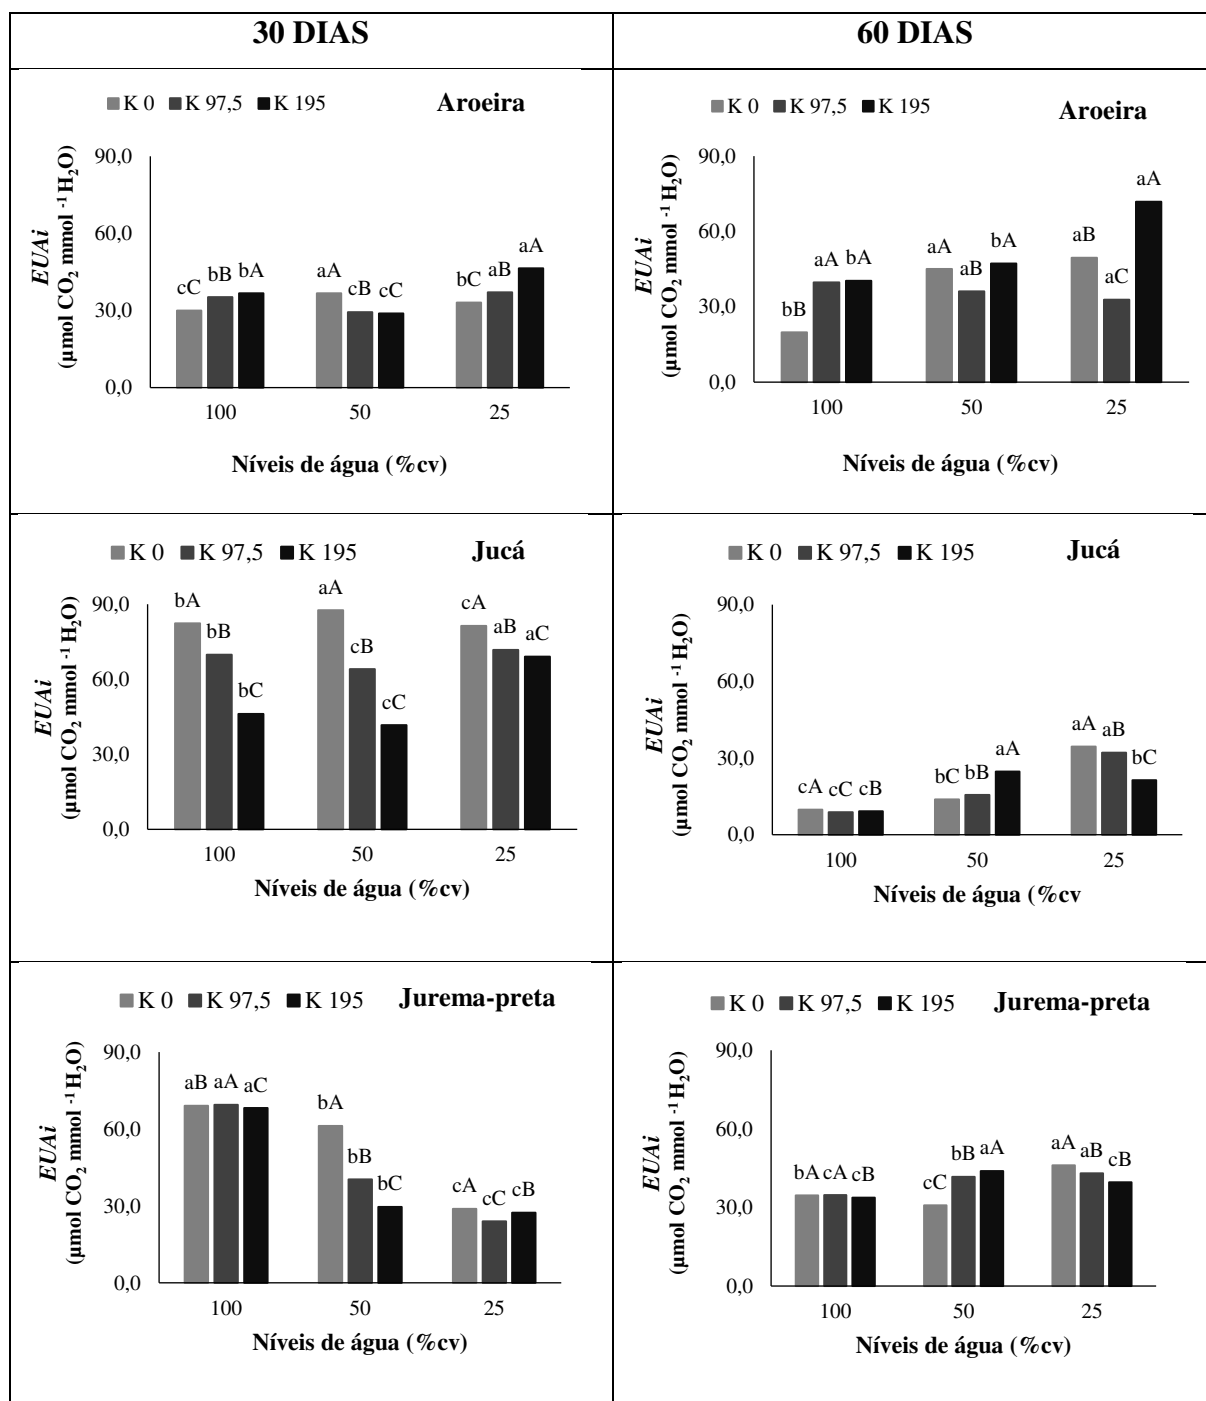 30 DIAS
60 DIAS
K 0 K 97,5 K 195 Aroeira
EUAi
(µmol CO₂ mmol ⁻¹ H₂O)
90,0
60,0
30,0
0,0
cC bB bA
aA cB cC
bC aB aA
100 50 25
Níveis de água (%cv)
K 0 K 97,5 K 195
Aroeira
EUAi
(µmol CO₂ mmol ⁻¹ H₂O)
90,0
60,0
30,0
0,0
bB aA bA
aA aB bA
aB aC aA
100 50 25
Níveis de água (%cv)
K 0 K 97,5 K 195 Jucá
EUAi
(µmol CO₂ mmol ⁻¹ H₂O)
90,0
60,0
30,0
0,0
bA bB bC
aA cB cC
cA aB aC
100 50 25
Níveis de água (%cv)
K 0 K 97,5 K 195 Jucá
EUAi
(µmol CO₂ mmol ⁻¹ H₂O)
90,0
60,0
30,0
0,0
cA cC cB
bC bB aA
aA aB bC
100 50 25
Níveis de água (%cv
K 0 K 97,5 K 195 Jurema-preta
EUAi
(µmol CO₂ mmol ⁻¹ H₂O)
90,0
60,0
30,0
0,0
aB aA aC
bA bB bC
cA cC cB
100 50 25
Níveis de água (%cv)
K 0 K 97,5 K 195 Jurema-preta
EUAi
(µmol CO₂ mmol ⁻¹ H₂O)
90,0
60,0
30,0
0,0
bA cA cB
cC bB aA
aA aB cB
100 50 25
Níveis de água (%cv)